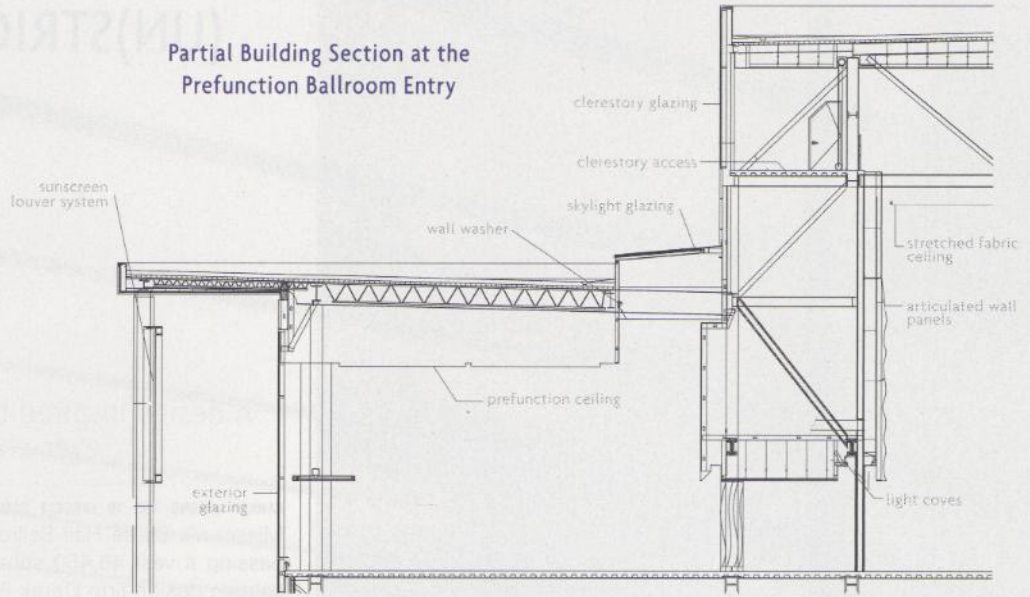 Partial Building Section at the
Prefunction Ballroom Entry
clerestory glazing
clerestory access
sunscreen
louver system
skylight glazing
wall washer
stretched fabric
ceiling
articulated wall
panels
prefunction ceiling
exterior
glazing
light coves